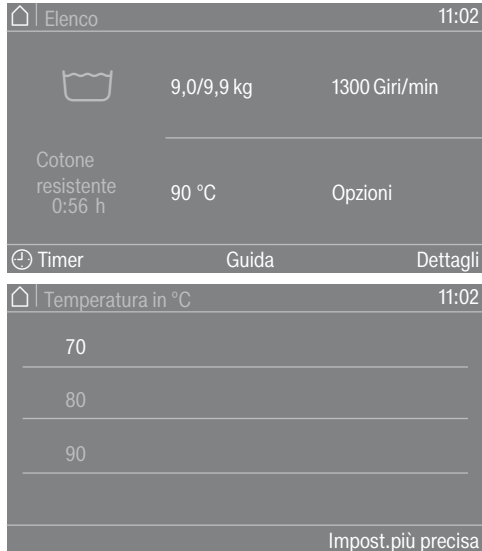 Elenco 11:02
9,0/9,9 kg 1300 Giri/min
Cotone
resistente
0:56 h
90 °C Opzioni
Timer Guida Dettagli
Temperatura in °C 11:02
70
80
90
Impost.più precisa